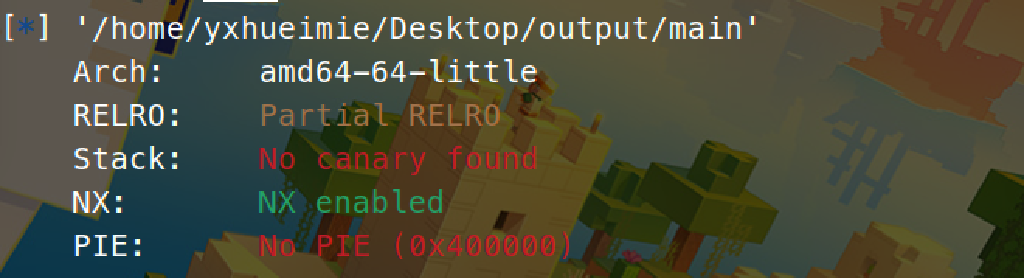 [*] '/home/yxhueimie/Desktop/output/main'
Arch: amd64-64-little
RELRO: Partial RELRO
Stack: No canary found
NX: NX enabled
PIE: No PIE (0x400000)